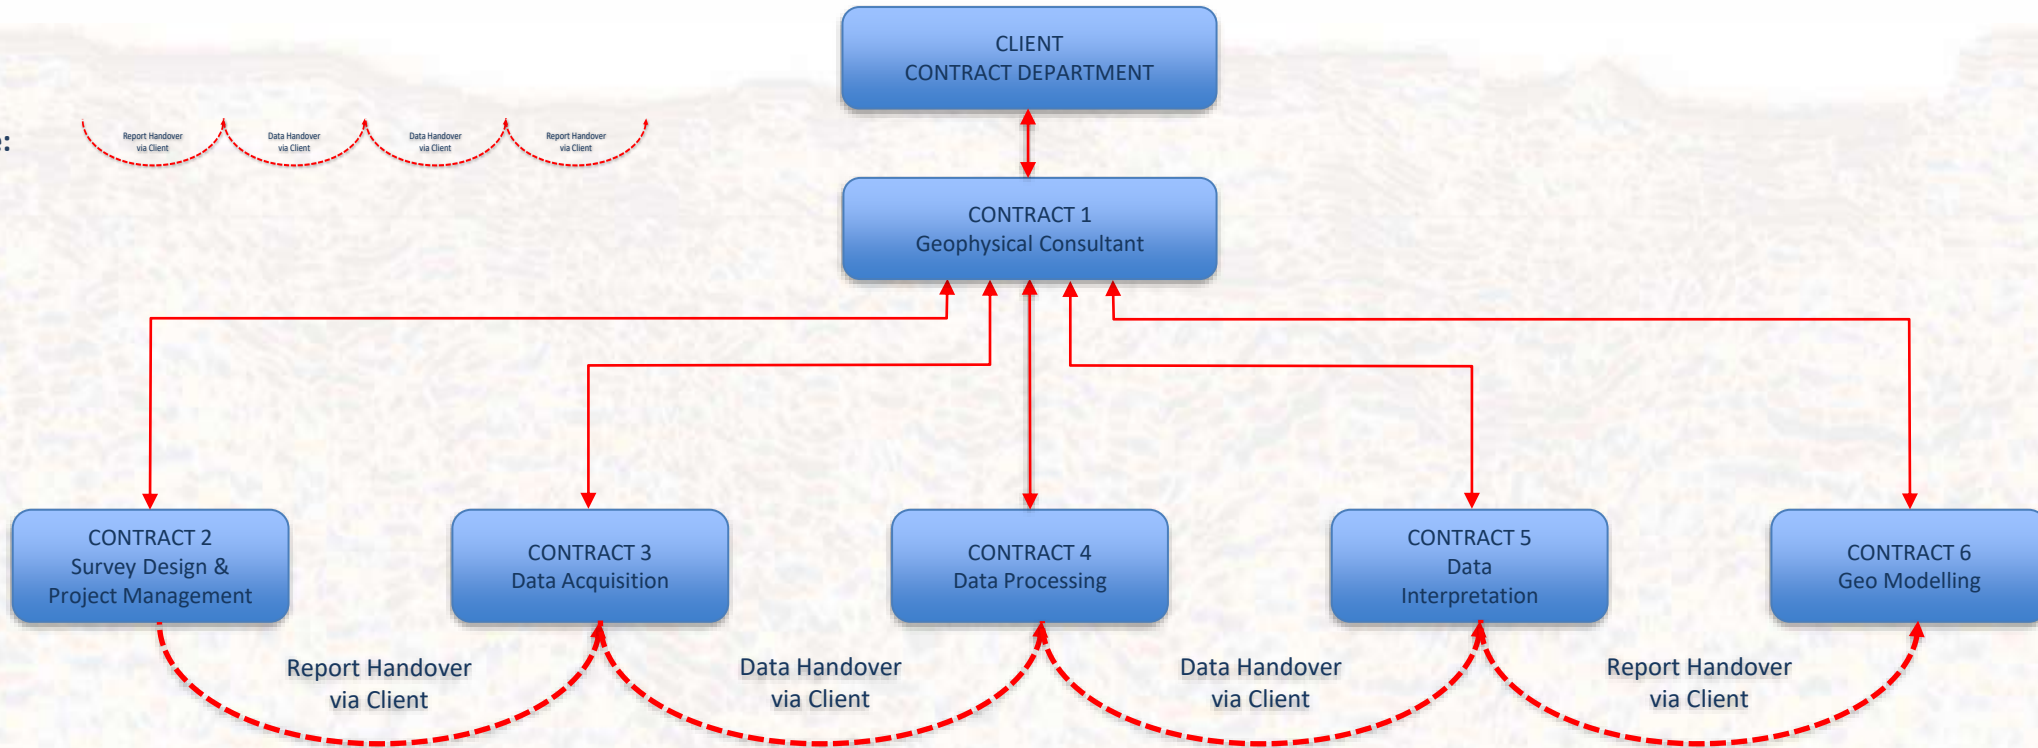 CLIENT
CONTRACT DEPARTMENT
e:
Report Handover
via Client
Data Handover
via Client
Data Handover
via Client
Report Handover
via Client
CONTRACT 1
Geophysical Consultant
CONTRACT 2
Survey Design &
Project Management
CONTRACT 3
Data Acquisition
CONTRACT 4
Data Processing
CONTRACT 5
Data
Interpretation
CONTRACT 6
Geo Modelling
Report Handover
via Client
Data Handover
via Client
Data Handover
via Client
Report Handover
via Client